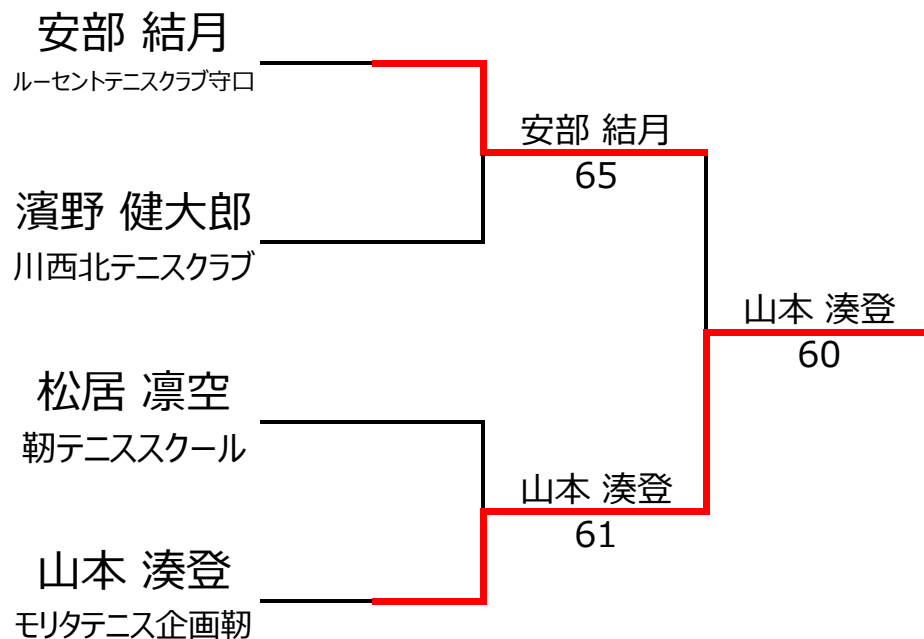 安部 結月
ルーセントテニスクラブ守口
安部 結月
65
濱野 健大郎
川西北テニスクラブ
山本 湊登
60
松居 凛空
靭テニススクール
山本 湊登
61
山本 湊登
モリタテニス企画靭